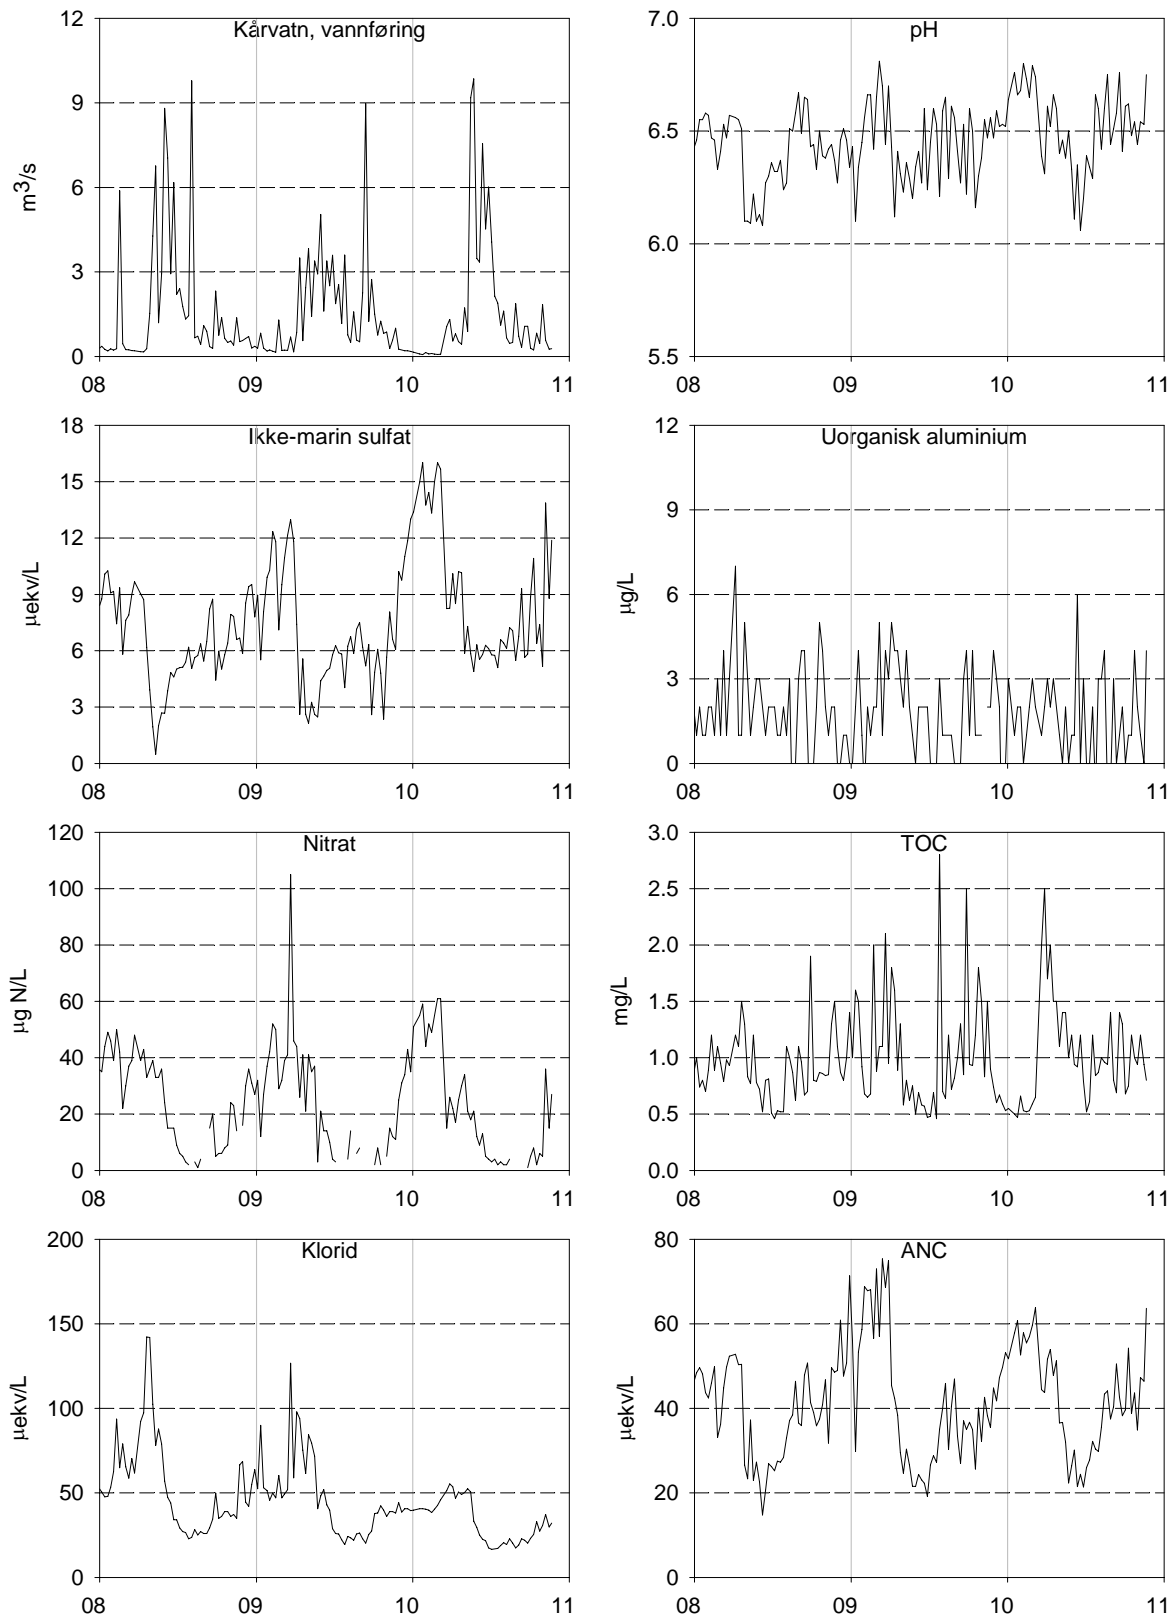 Kårvatn, vannføring
m3/s
12
9
6
3
0
08 09 10 11
pH
7.0
6.5
6.0
5.5
08 09 10 11
Ikke-marin sulfat
µekv/L
18
15
12
9
6
3
0
08 09 10 11
Uorganisk aluminium
µg/L
12
9
6
3
0
08 09 10 11
Nitrat
µg N/L
120
100
80
60
40
20
0
08 09 10 11
TOC
mg/L
3.0
2.5
2.0
1.5
1.0
0.5
0.0
08 09 10 11
Klorid
µekv/L
200
150
100
50
0
08 09 10 11
ANC
µekv/L
80
60
40
20
0
08 09 10 11